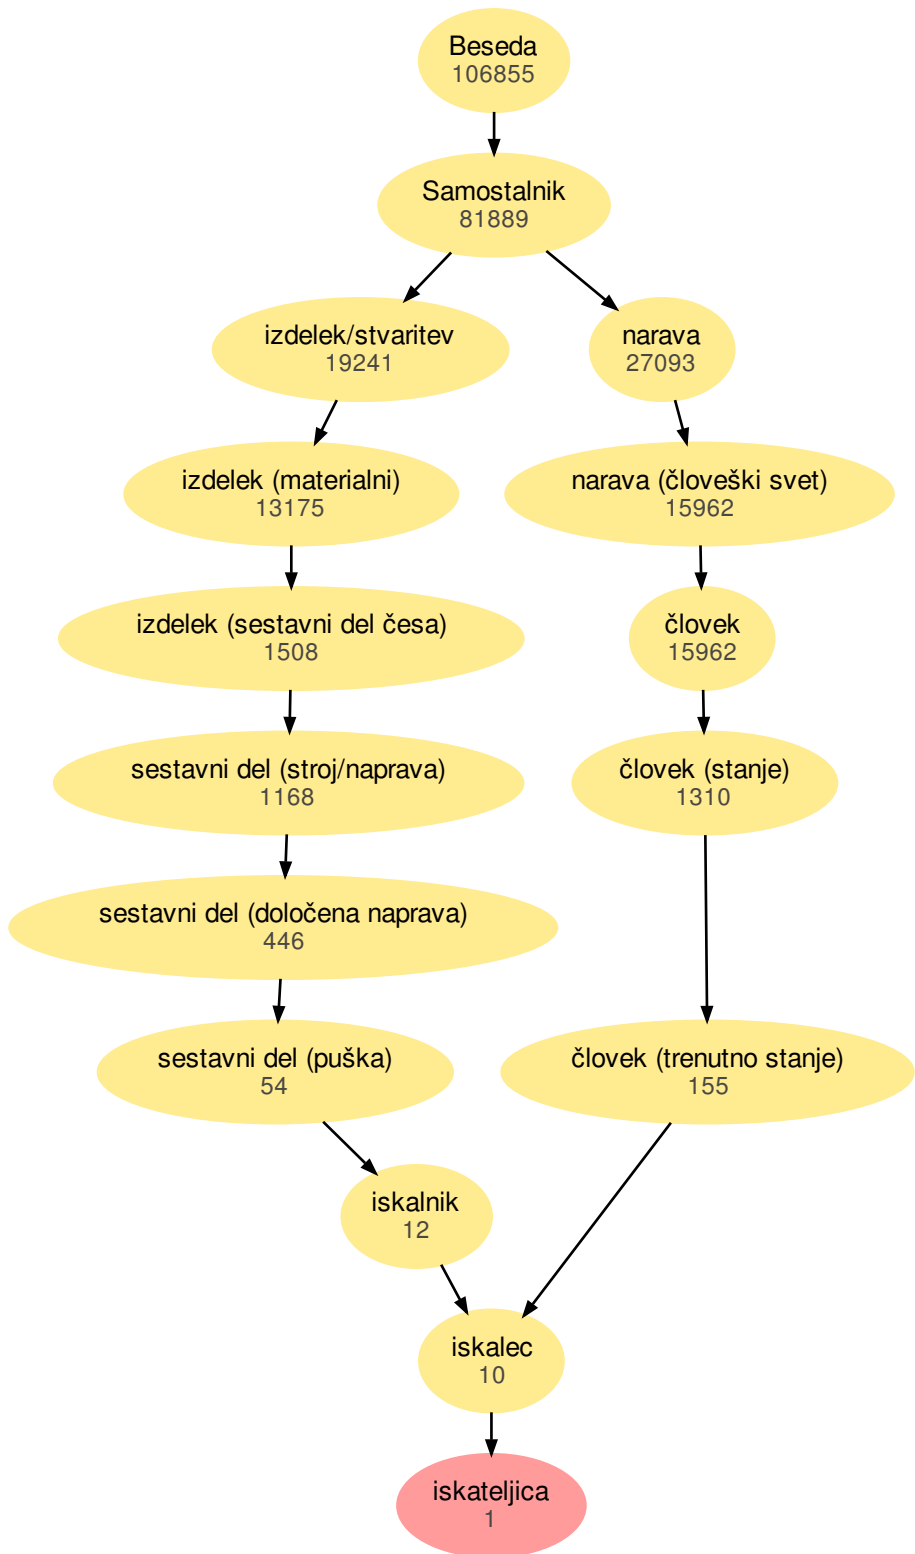 Beseda
106855
Samostalnik
81889
izdelek/stvaritev
19241
narava
27093
izdelek (materialni)
13175
narava (človeški svet)
15962
izdelek (sestavni del česa)
1508
človek
15962
sestavni del (stroj/naprava)
1168
človek (stanje)
1310
sestavni del (določena naprava)
446
sestavni del (puška)
54
človek (trenutno stanje)
155
iskalnik
12
iskalec
10
iskateljica
1